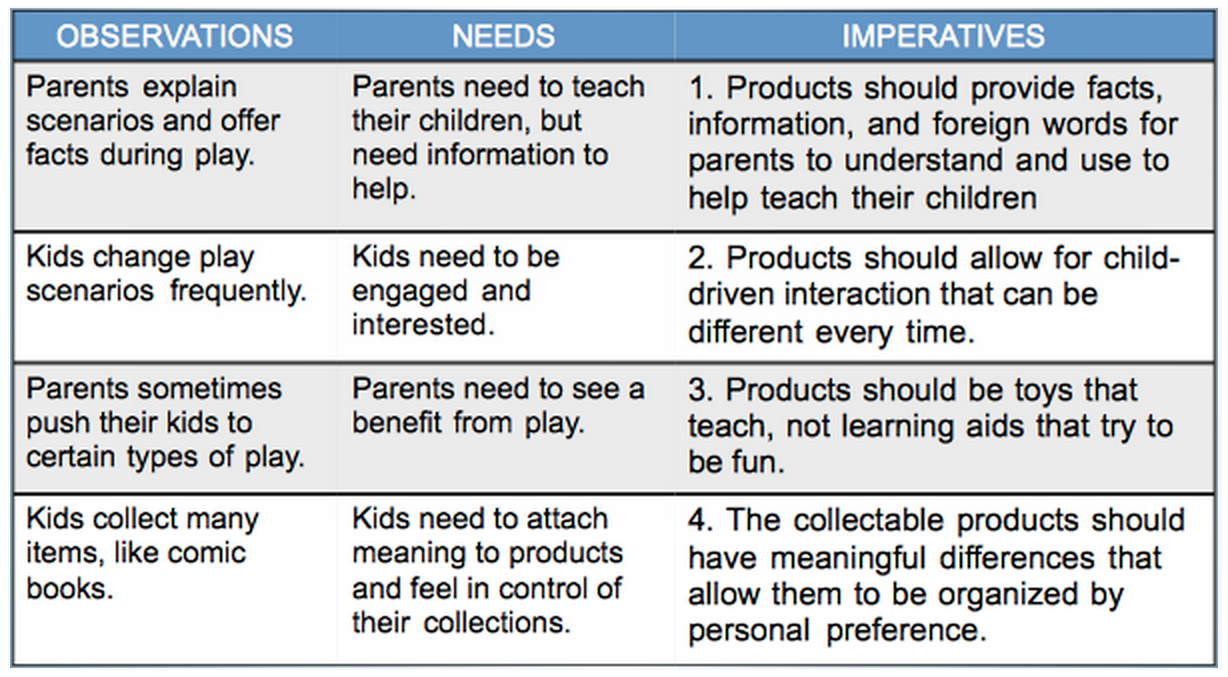 OBSERVATIONS NEEDS IMPERATIVES
Parents explain
scenarios and offer
facts during play.
Parents need to teach
their children, but
need information to
help.
1. Products should provide facts,
information, and foreign words for
parents to understand and use to
help teach their children
Kids change play
scenarios frequently.
Kids need to be
engaged and
interested.
2. Products should allow for child-
driven interaction that can be
different every time.
Parents sometimes
push their kids to
certain types of play.
Parents need to see a
benefit from play.
3. Products should be toys that
teach, not learning aids that try to
be fun.
Kids collect many
items, like comic
books.
Kids need to attach
meaning to products
and feel in control of
their collections.
4. The collectable products should
have meaningful differences that
allow them to be organized by
personal preference.